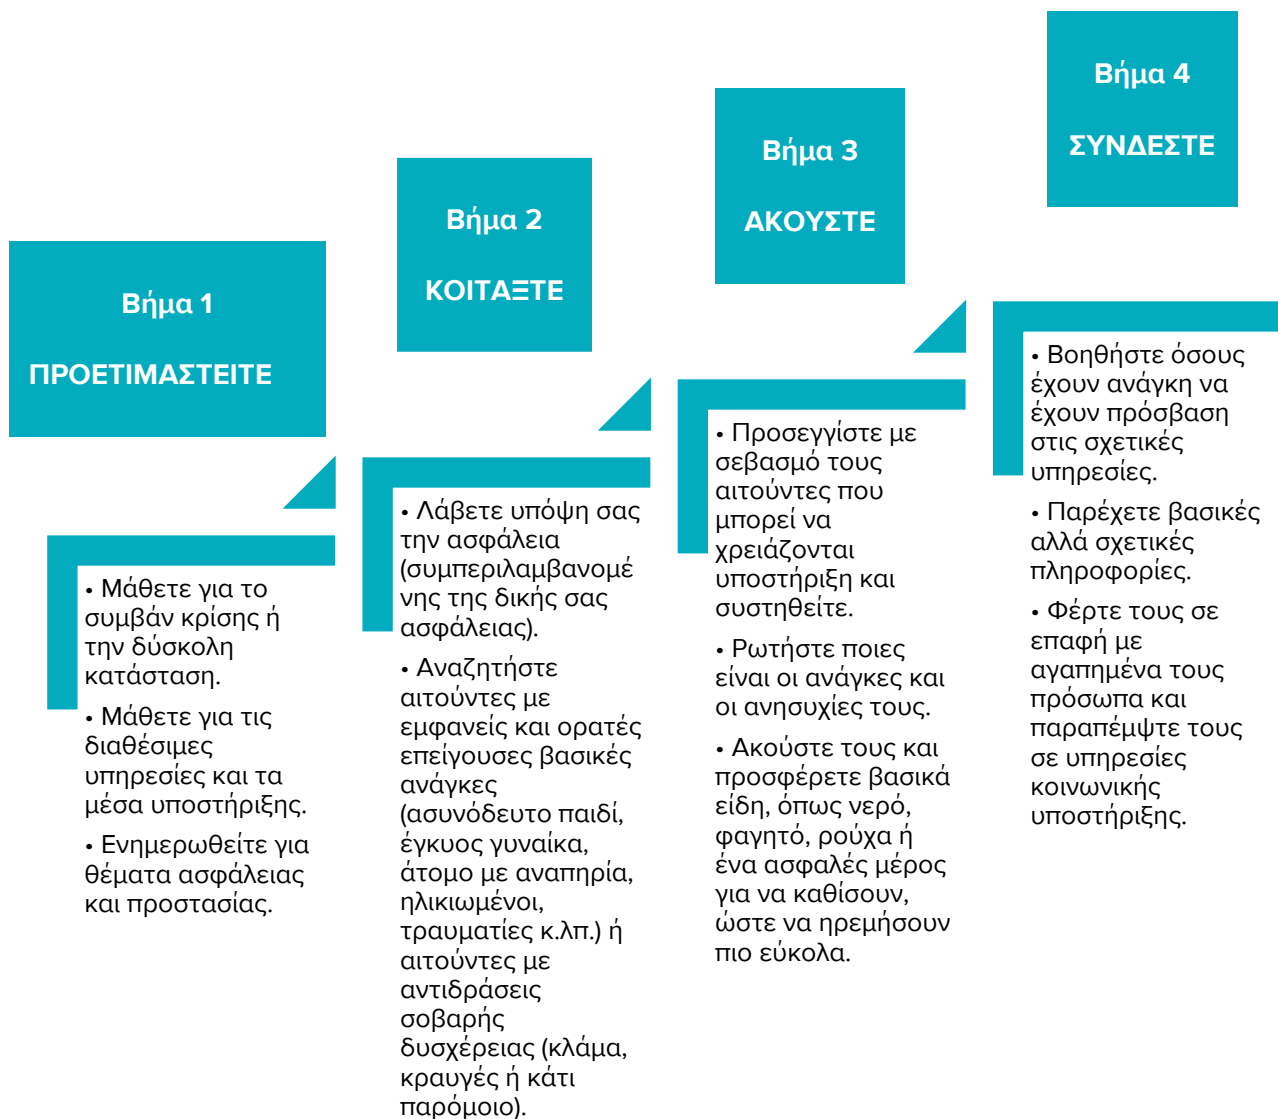 Βήμα 1
ΠΡΟΕΤΙΜΑΣΤΕΙΤΕ
• Μάθετε για το
συμβάν κρίσης ή
την δύσκολη
κατάσταση.
• Μάθετε για τις
διαθέσιμες
υπηρεσίες και τα
μέσα υποστήριξης.
• Ενημερωθείτε για
θέματα ασφάλειας
και προστασίας.
Βήμα 2
ΚΟΙΤΑΞΤΕ
• Λάβετε υπόψη σας
την ασφάλεια
(συμπεριλαμβανομέ
νης της δικής σας
ασφάλειας).
• Αναζητήστε
αιτούντες με
εμφανείς και ορατές
επείγουσες βασικές
ανάγκες
(ασυνόδευτο παιδί,
έγκυος γυναίκα,
άτομο με αναπηρία,
ηλικιωμένοι,
τραυματίες κ.λπ.) ή
αιτούντες με
αντιδράσεις
σοβαρής
δυσχέρειας (κλάμα,
κραυγές ή κάτι
παρόμοιο).
Βήμα 3
ΑΚΟΥΣΤΕ
• Προσεγγίστε με
σεβασμό τους
αιτούντες που
μπορεί να
χρειάζονται
υποστήριξη και
συστηθείτε.
• Ρωτήστε ποιες
είναι οι ανάγκες και
οι ανησυχίες τους.
• Ακούστε τους και
προσφέρετε βασικά
είδη, όπως νερό,
φαγητό, ρούχα ή
ένα ασφαλές μέρος
για να καθίσουν,
ώστε να ηρεμήσουν
πιο εύκολα.
Βήμα 4
ΣΥΝΔΕΣΤΕ
• Βοηθήστε όσους
έχουν ανάγκη να
έχουν πρόσβαση
στις σχετικές
υπηρεσίες.
• Παρέχετε βασικές
αλλά σχετικές
πληροφορίες.
• Φέρτε τους σε
επαφή με
αγαπημένα τους
πρόσωπα και
παραπέμψτε τους
σε υπηρεσίες
κοινωνικής
υποστήριξης.